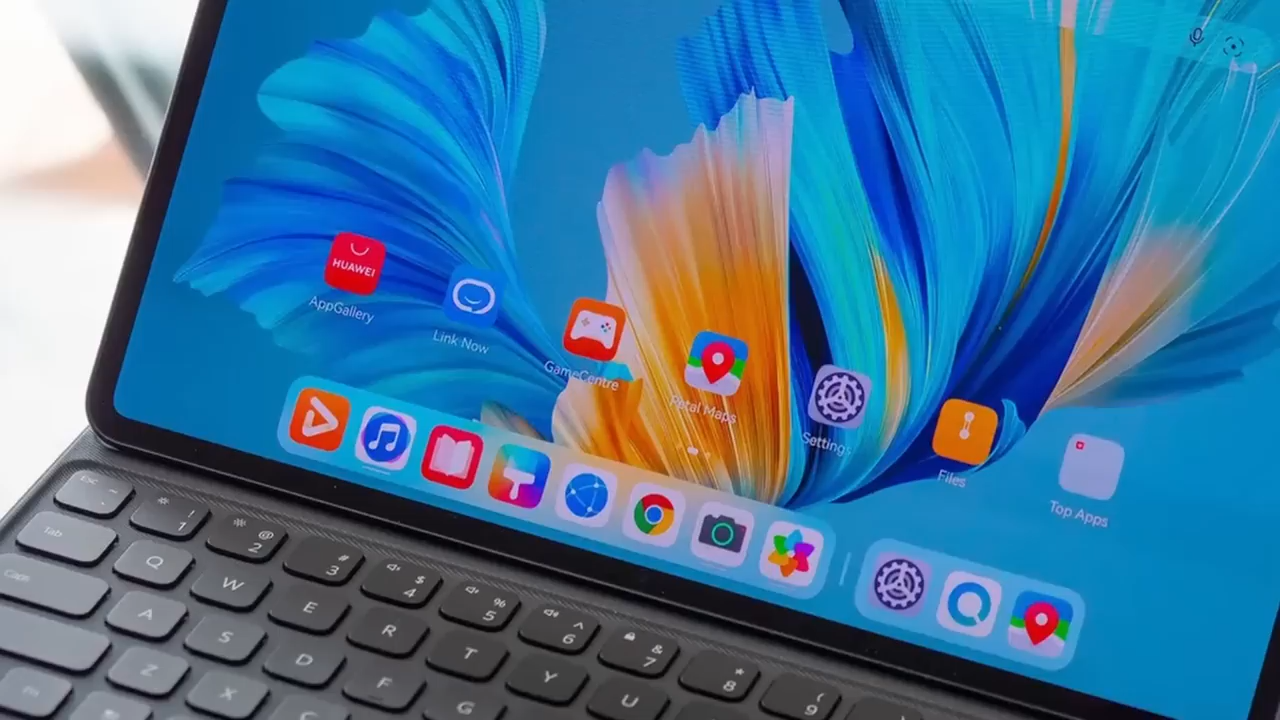 HUAWEI
AppGallery
Link Now
GameCentre
Petal Maps
Settings
Files
Top Apps
Esc
! 1
@ 2
# 3
$ 4
% 5
^ 6
& 7
* 8
( 9
Tab Q W E R T Y U
Caps A S D F G
Z X C
Fn